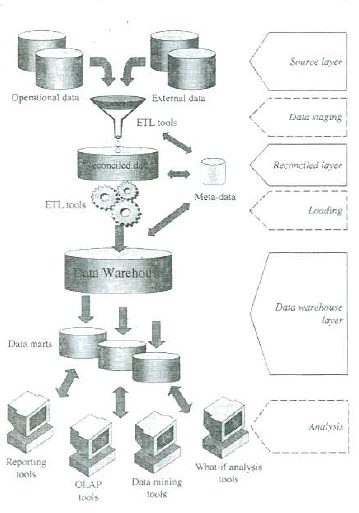 Operational data
External data
Source layer
ETL tools
Data staging
Reconciled data
Reconciled layer
Meta-data
ETL tools
Loading
Data Warehouse
Data warehouse
layer
Data marts
Analysis
Reporting
tools
OLAP
tools
Data mining
tools
What-if analysis
tools